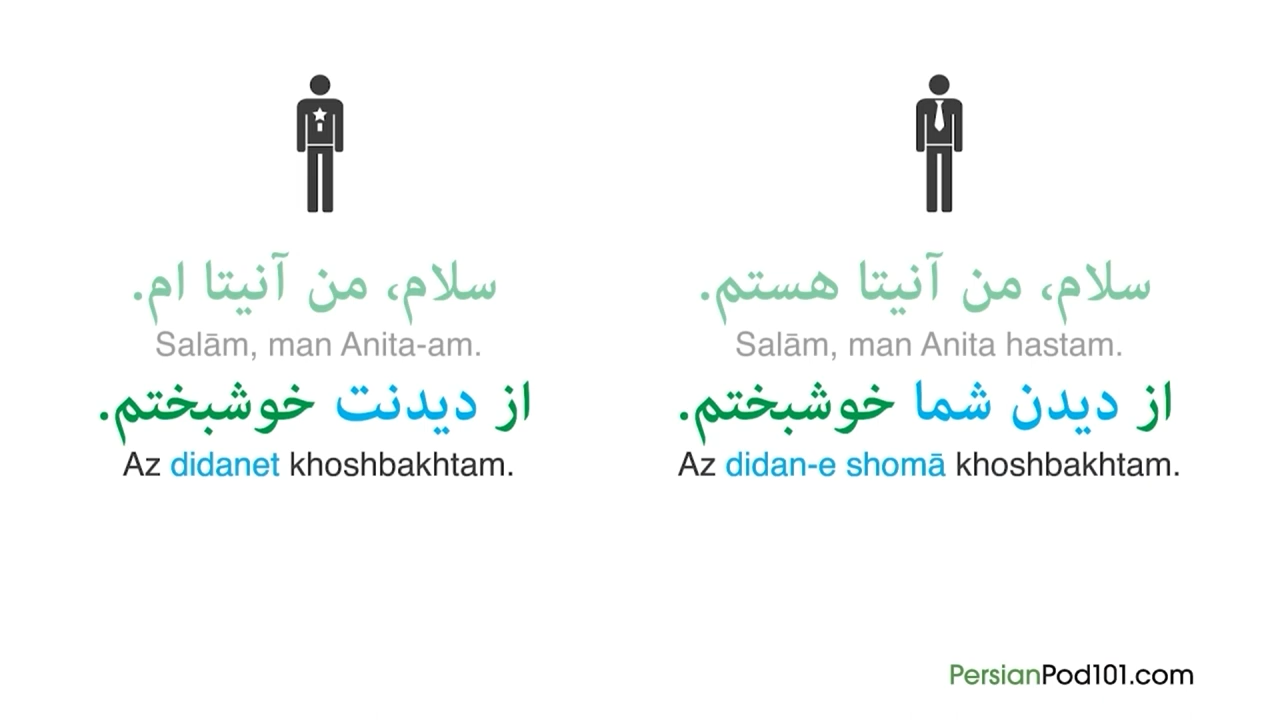 سلام، من آنیتا ام.
Salām, man Anita-am.
از دیدنت خوشبختم.
Az didanet khoshbakhtam.
سلام، من آنیتا هستم.
Salām, man Anita hastam.
از دیدن شما خوشبختم.
Az didan-e shomā khoshbakhtam.
PersianPod101.com